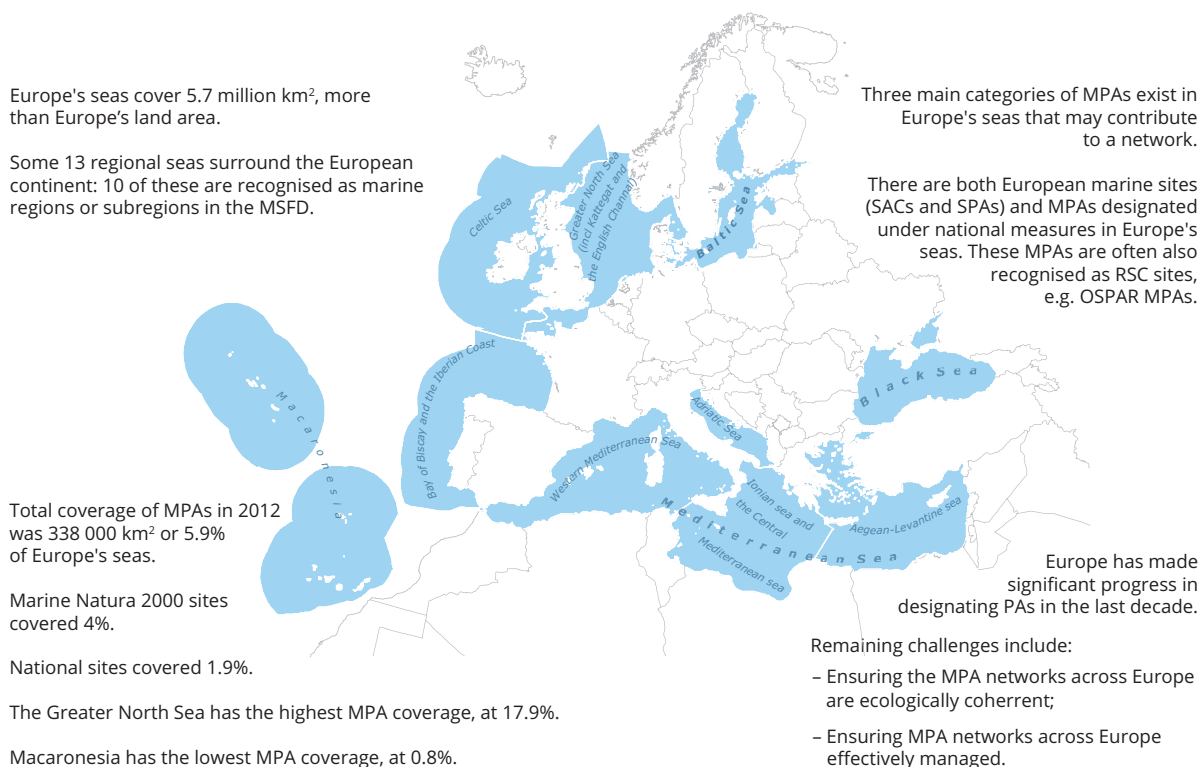 Europe's seas cover 5.7 million km², more
than Europe’s land area.
Some 13 regional seas surround the European
continent: 10 of these are recognised as marine
regions or subregions in the MSFD.
Three main categories of MPAs exist in
Europe's seas that may contribute
to a network.
There are both European marine sites
(SACs and SPAs) and MPAs designated
under national measures in Europe's
seas. These MPAs are often also
recognised as RSC sites,
e.g. OSPAR MPAs.
Celtic Sea
Greater North Sea
(incl Kattegat and
the English Channel)
Baltic Sea
Macaronesia
Bay of Biscay and the Iberian Coast
Western Mediterranean Sea
Adriatic Sea
Black Sea
Mediterranean Sea
Ionian sea and
the Central
Mediterranean sea
Aegean-Levantine sea
Total coverage of MPAs in 2012
was 338 000 km² or 5.9%
of Europe's seas.
Marine Natura 2000 sites
covered 4%.
National sites covered 1.9%.
The Greater North Sea has the highest MPA coverage, at 17.9%.
Macaronesia has the lowest MPA coverage, at 0.8%.
Europe has made
significant progress in
designating PAs in the last decade.
Remaining challenges include:
– Ensuring the MPA networks across Europe
are ecologically coherent;
– Ensuring MPA networks across Europe
effectively managed.